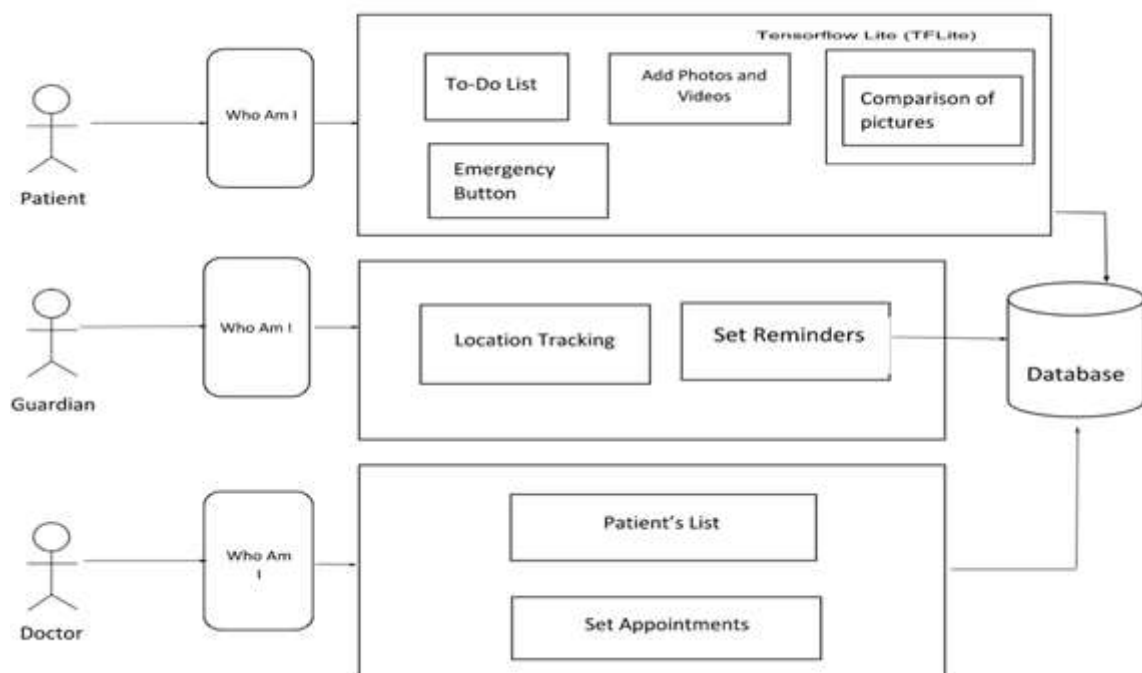 Tensorflow Lite (TFLite)
To-Do List
Add Photos and
Videos
Comparison of
pictures
Who Am I
Emergency
Button
Patient
Who Am I
Location Tracking
Set Reminders
Database
Guardian
Patient's List
Who Am
I
Set Appointments
Doctor